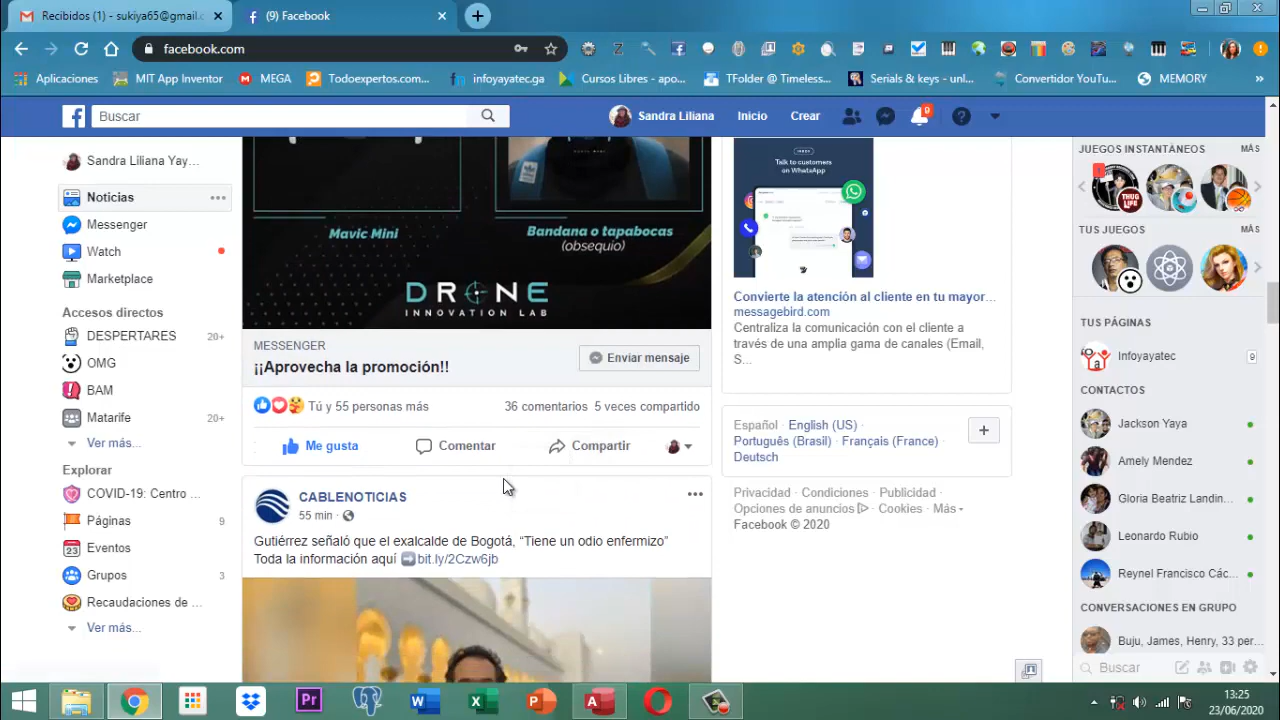 Recibidos (1) - sukiya65@gmail.c
(9) Facebook
facebook.com
Aplicaciones
MIT App Inventor
MEGA
Todoexpertos.com...
infoyayatec.ga
Cursos Libres - apo...
TFolder @ Timeless...
Serials & keys - unl...
Convertidor YouTu...
MEMORY
»
Buscar
Sandra Liliana
Inicio
Crear
9
Sandra Liliana Yay...
Noticias
Messenger
Watch
Marketplace
Accesos directos
DESPERTARES 20+
OMG
BAM
Matarife 20+
Ver más...
Explorar
COVID-19: Centro ...
Páginas 9
Eventos
Grupos 3
Recaudaciones de ...
Ver más...
Mavic Mini
Bandana o tapabocas
(obsequio)
DRONE
INNOVATION LAB
MESSENGER
¡¡Aprovecha la promoción!!
Enviar mensaje
Tú y 55 personas más
36 comentarios 5 veces compartido
Me gusta
Comentar
Compartir
CABLENOTICIAS
55 min
Gutiérrez señaló que el exalcalde de Bogotá, “Tiene un odio enfermizo”
Toda la información aquí bit.ly/2Czw6jb
Talk to customers
on WhatsApp
Convierte la atención al cliente en tu mayor...
messagebird.com
Centraliza la comunicación con el cliente a
través de una amplia gama de canales (Email,
S...
Español · English (US) ·
Português (Brasil) · Français (France) ·
Deutsch
Privacidad · Condiciones · Publicidad ·
Opciones de anuncios · Cookies · Más
Facebook © 2020
JUEGOS INSTANTÁNEOS MÁS
THUG
LIFE
TUS JUEGOS MÁS
TUS PÁGINAS
Infoyayatec 9
CONTACTOS
Jackson Yaya
Amely Mendez
Gloria Beatriz Landin...
Leonardo Rubio
Reynel Francisco Các...
CONVERSACIONES EN GRUPO
Buju, James, Henry, 33 per...
Buscar
13:25
23/06/2020